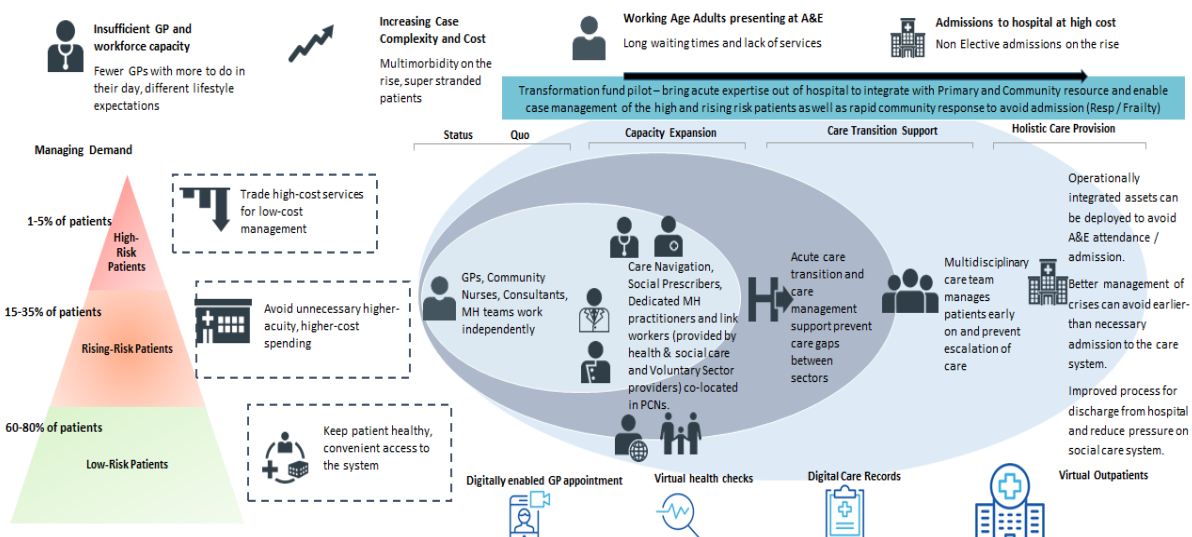 Insufficient GP and
workforce capacity
Fewer GPs with more to do in
their day, different lifestyle
expectations
Increasing Case
Complexity and Cost
Multimorbidity on the
rise, super stranded
patients
Working Age Adults presenting at A&E
Long waiting times and lack of services
Admissions to hospital at high cost
Non Elective admissions on the rise
Transformation fund pilot – bring acute expertise out of hospital to integrate with Primary and Community resource and enable
case management of the high and rising risk patients as well as rapid community response to avoid admission (Resp / Frailty)
Status Quo
Capacity Expansion
Care Transition Support
Holistic Care Provision
Managing Demand
1-5% of patients
High-
Risk
Patients
15-35% of patients
Rising-Risk Patients
60-80% of patients
Low-Risk Patients
Trade high-cost services
for low-cost
management
Avoid unnecessary higher-
acuity, higher-cost
spending
Keep patient healthy,
convenient access to
the system
GPs, Community
Nurses, Consultants,
MH teams work
independently
Care Navigation,
Social Prescribers,
Dedicated MH
practitioners and link
workers (provided by
health & social care
and Voluntary Sector
providers) co-located
in PCNs.
Acute care
transition and
care
management
support prevent
care gaps
between
sectors
Multidisciplinary
care team
manages
patients early
on and prevent
escalation of
care
Operationally
integrated assets can
be deployed to avoid
A&E attendance /
admission.
Better management of
crises can avoid earlier-
than necessary
admission to the care
system.
Improved process for
discharge from hospital
and reduce pressure on
social care system.
Digitally enabled GP appointment
Virtual health checks
Digital Care Records
Virtual Outpatients